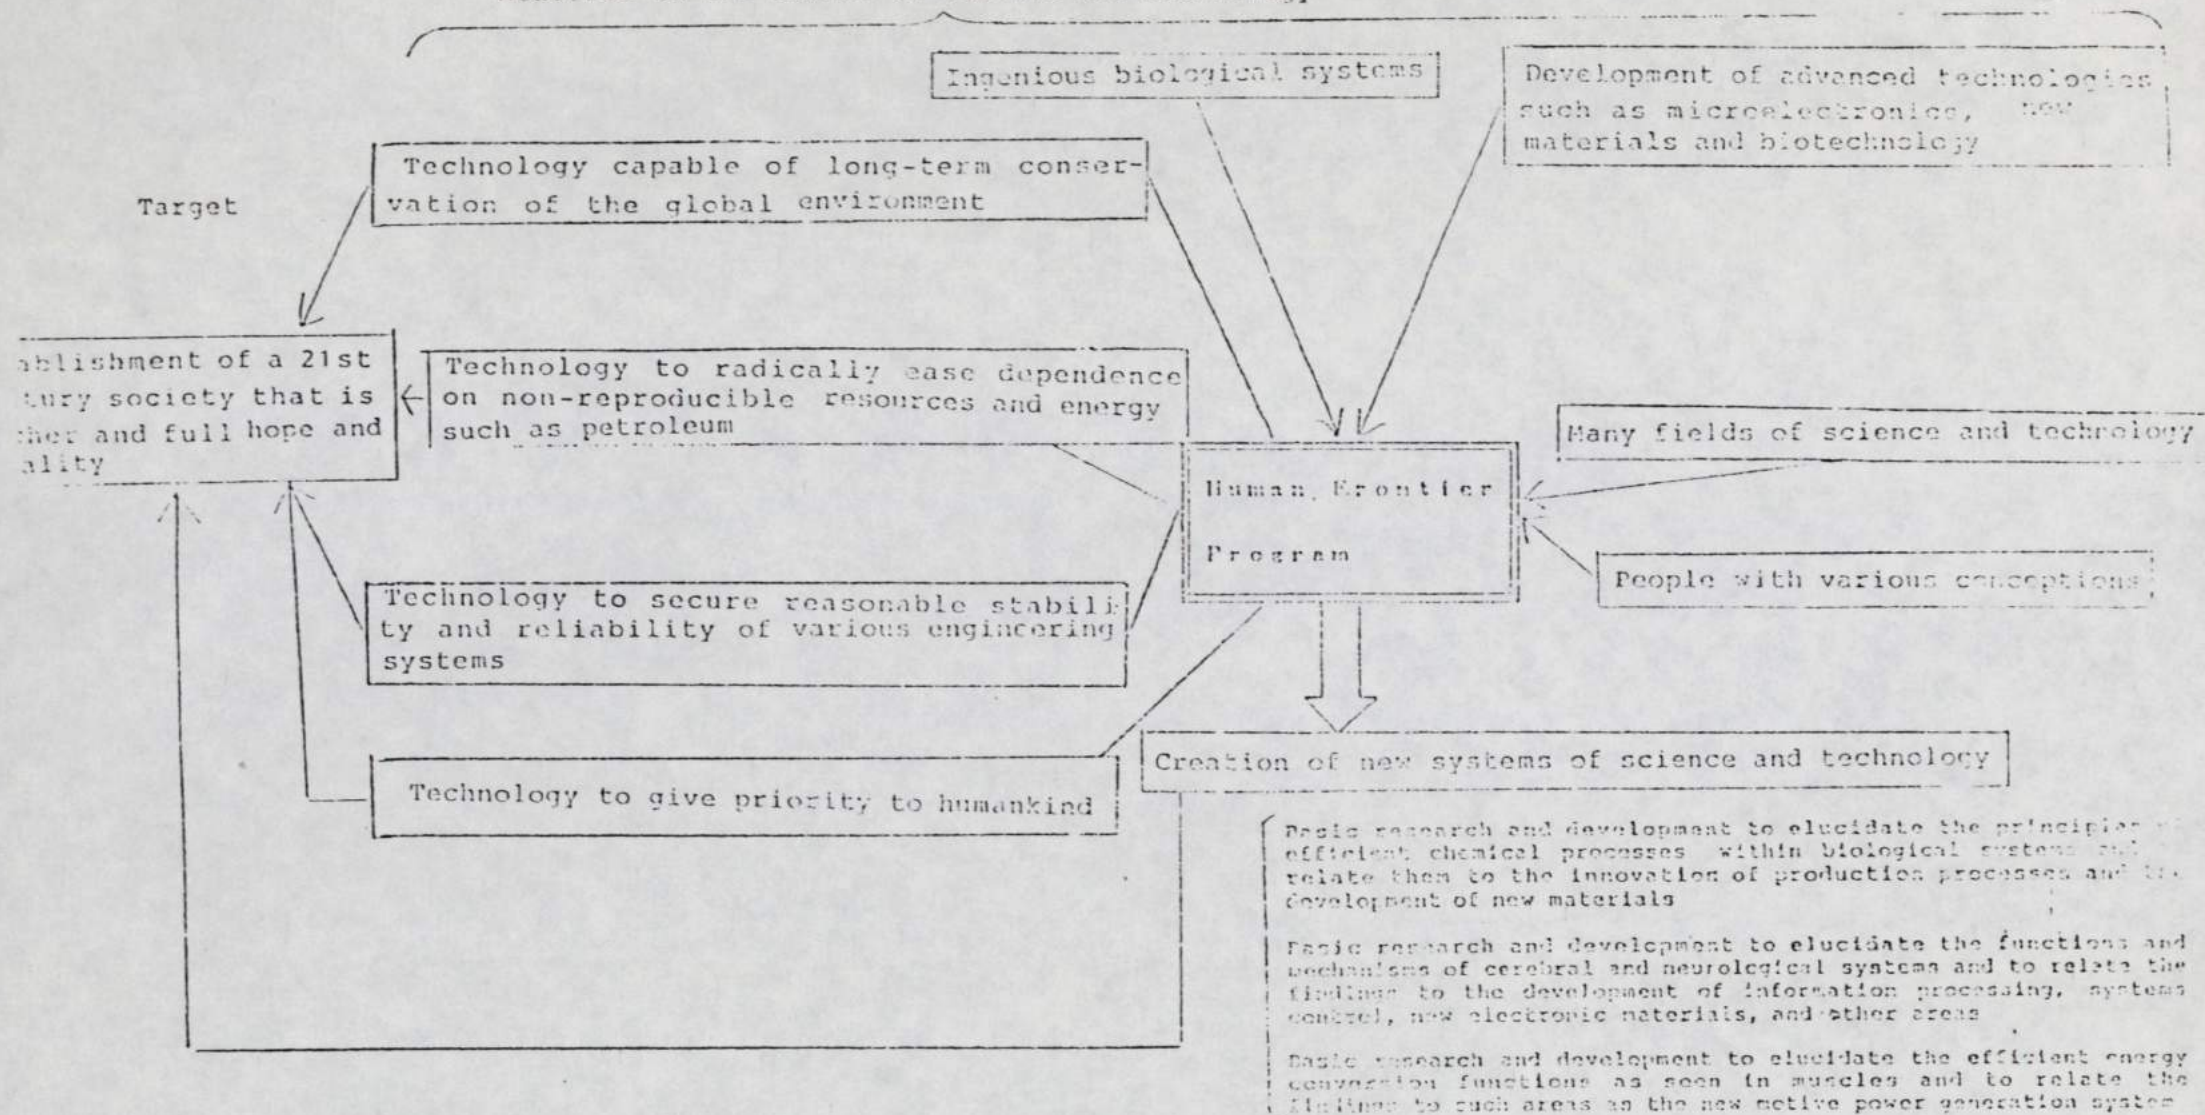 Ingenious biological systems
Development of advanced technologies
such as microelectronics, new
materials and biotechnology
Technology capable of long-term conser-
vation of the global environment
Target
ablishment of a 21st
tury society that is
her and full hope and
ality
Technology to radically ease dependence
on non-reproducible resources and energy
such as petroleum
Many fields of science and technology
Human Frontier
Program
People with various conceptions
Technology to secure reasonable stabili-
ty and reliability of various engineering
systems
Creation of new systems of science and technology
Technology to give priority to humankind
Basic research and development to elucidate the principles
efficient chemical processes within biological systems and
relate them to the innovation of production processes and
development of new materials
Basic research and development to elucidate the functions and
mechanisms of cerebral and neurological systems and to relate the
findings to the development of information processing, systems
control, new electronic materials, and other areas
Basic research and development to elucidate the efficient energy
conversion functions as seen in muscles and to relate the
findings to such areas as the new motive power generation system